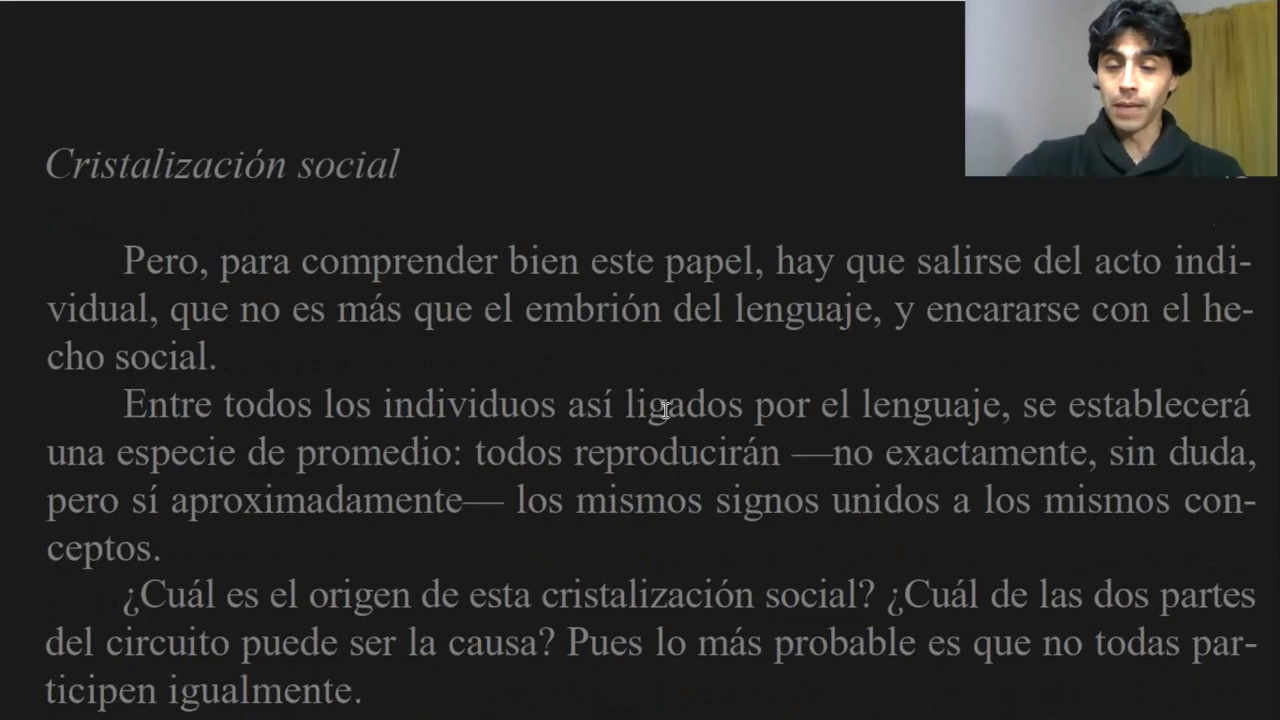 Cristalización social
Pero, para comprender bien este papel, hay que salirse del acto indi-
vidual, que no es más que el embrión del lenguaje, y encararse con el he-
cho social.
Entre todos los individuos así ligados por el lenguaje, se establecerá
una especie de promedio: todos reproducirán —no exactamente, sin duda,
pero sí aproximadamente— los mismos signos unidos a los mismos con-
ceptos.
¿Cuál es el origen de esta cristalización social? ¿Cuál de las dos partes
del circuito puede ser la causa? Pues lo más probable es que no todas par-
ticipen igualmente.